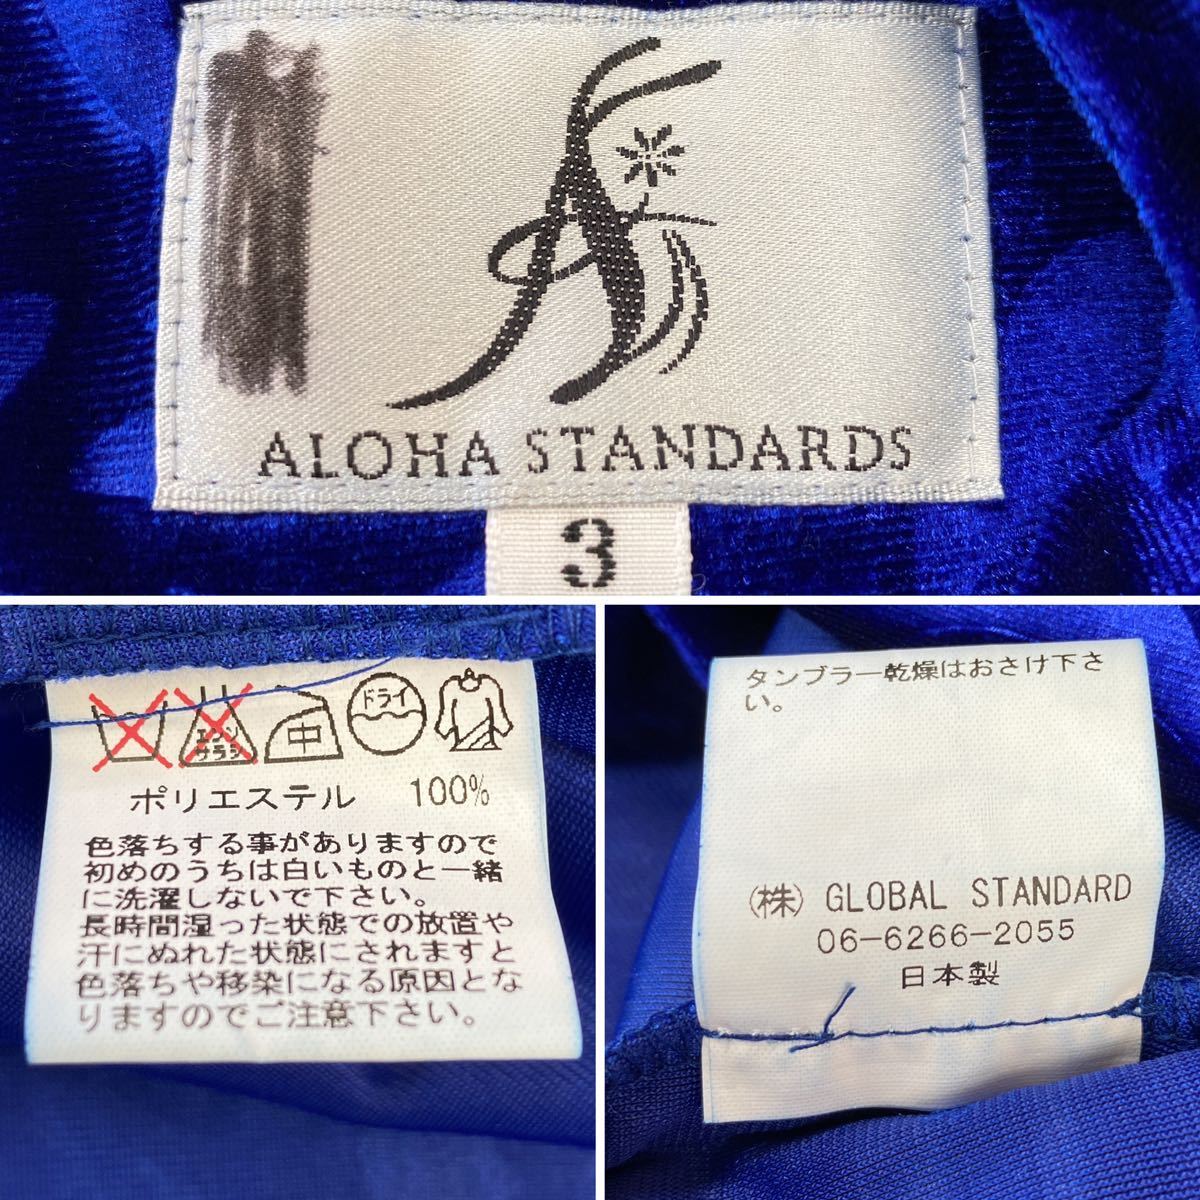 ALOHA STANDARDS
3
エンソ
サラシ
中
ドライ
ポリエステル 100%
色落ちする事がありますので
初めのうちは白いものと一緒
に洗濯しないで下さい。
長時間湿った状態での放置や
汗にぬれた状態にされますと
色落ちや移染になる原因とな
りますのでご注意下さい。
タンブラー乾燥はおさけ下さ
い。
(株) GLOBAL STANDARD
06-6266-2055
日本製